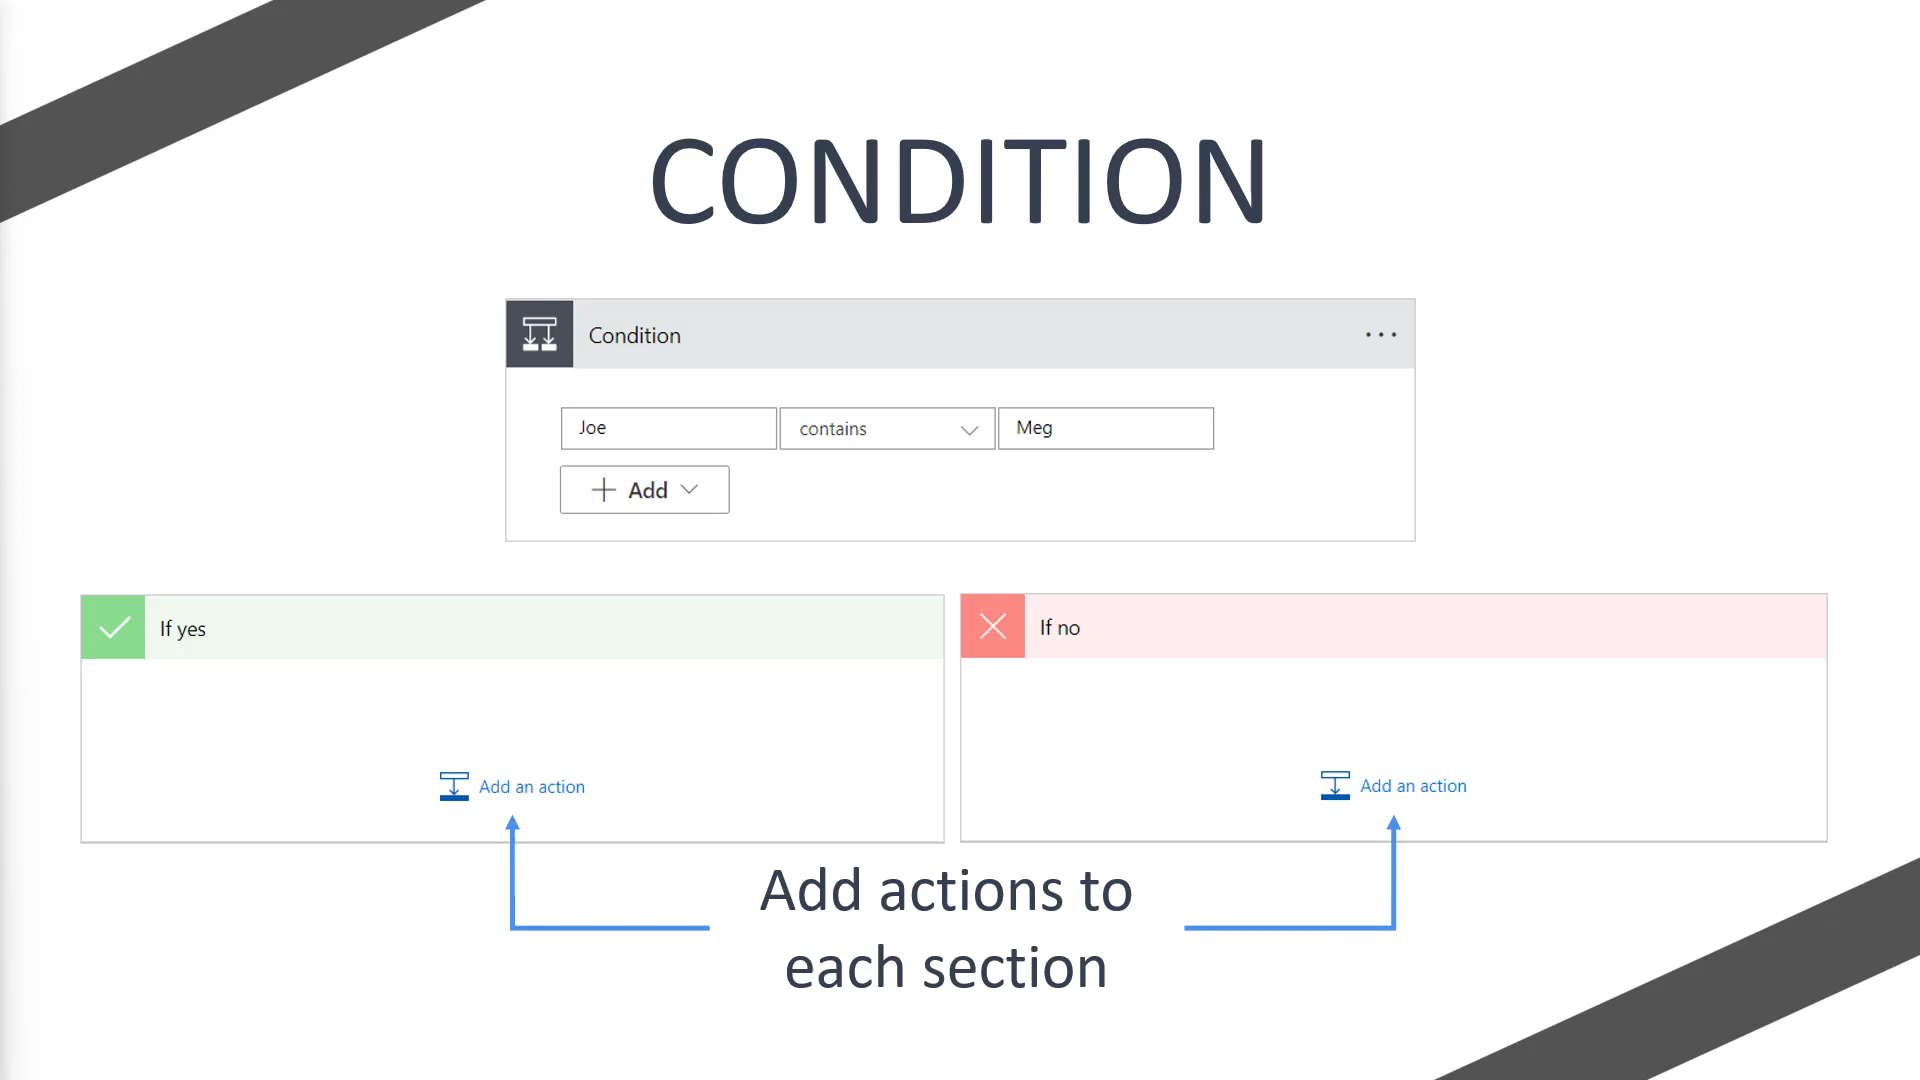 CONDITION
Condition
Joe contains Meg
Add
If yes
If no
Add an action
Add an action
Add actions to
each section